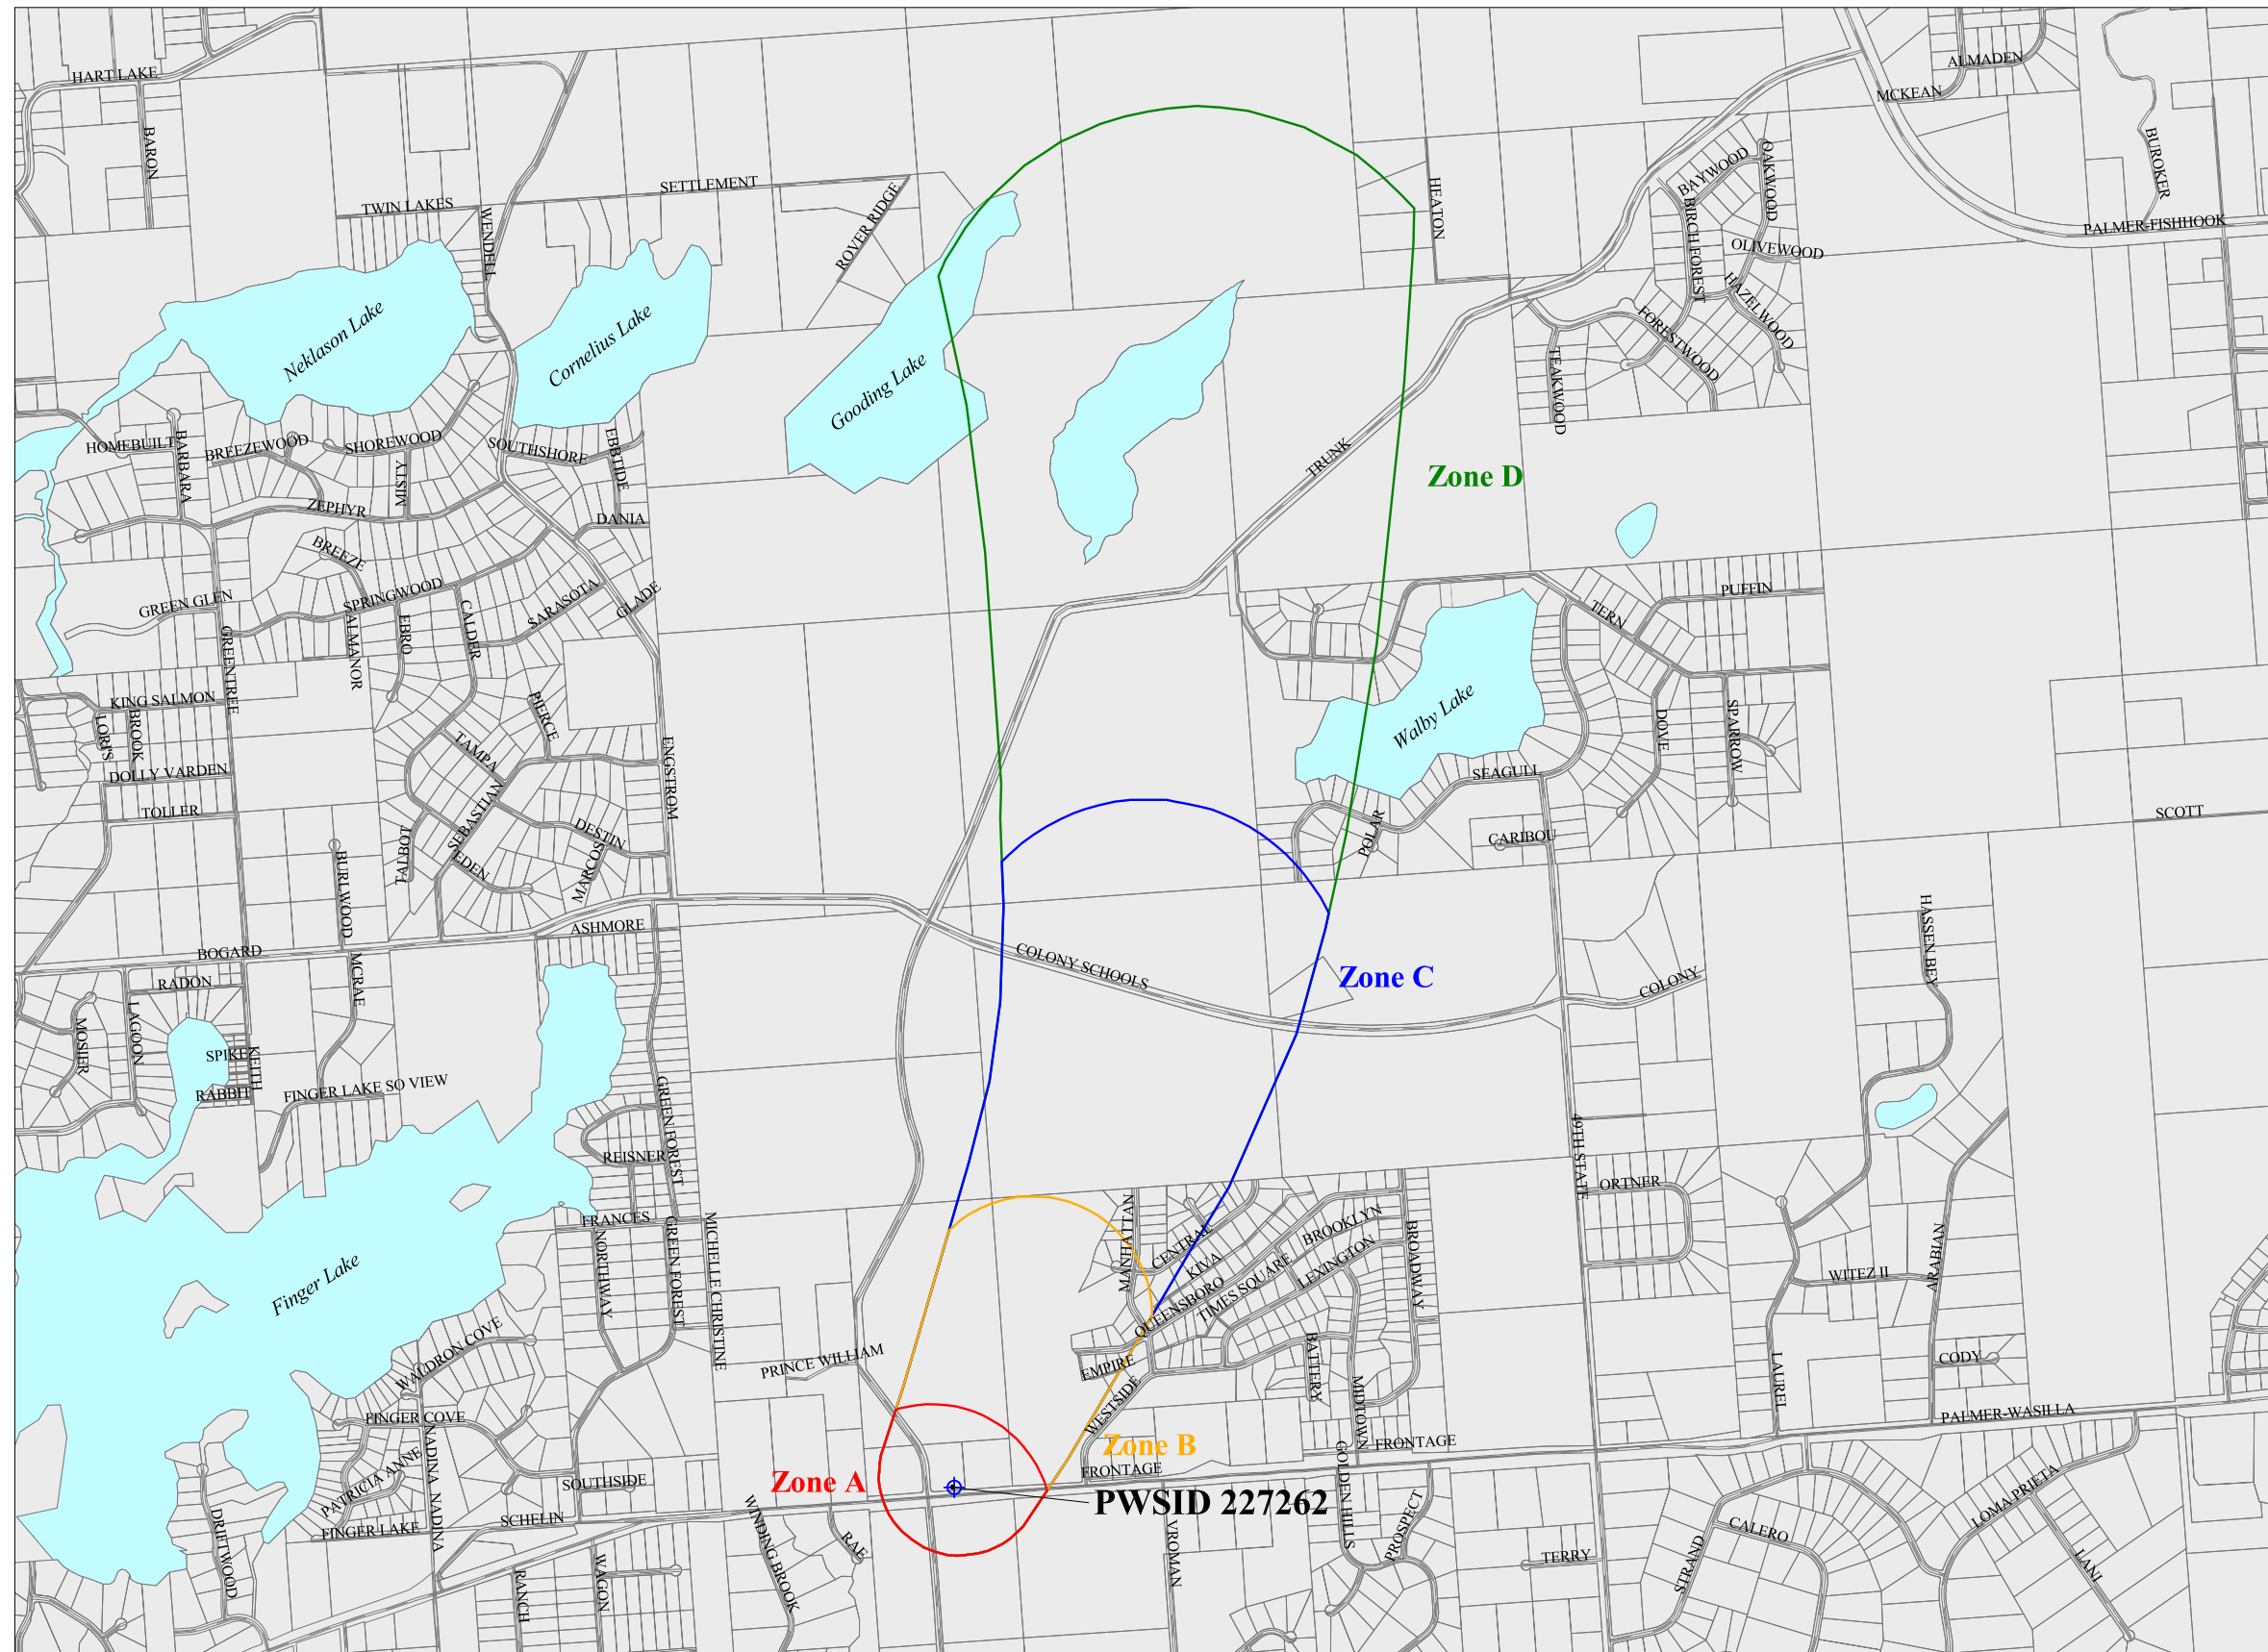 HART LAKE
ALMADEN
MCKEAN
BARON
BAYWOOD
OAKWOOD
BUROKER
SETTLEMENT
HEATON
TWIN LAKES
WENDELL
ROVER RIDGE
BIRCH FOREST
PALMER-FISHHOOK
OLIVEWOOD
HAZELWOOD
Neklason Lake
Cornelius Lake
Gooding Lake
FORESTWOOD
TEAKWOOD
HOMEBUILT
BARBARA
BREEZEWOOD
SHOREWOOD
MISTY
SOUTHSHORE
EBBTIDE
TRUNK
Zone D
ZEPHYR
DANIA
BREEZE
GREEN GLEN
SPRINGWOOD
SARASOTA
GLADE
CALDER
EBRO
ALMANOR
GREENTREE
TERN
PUFFIN
KING SALMON
LORI'S
BROOK
PIERCE
TAMPA
ENGSTROM
Walby Lake
DOVE
SPARROW
DOLLY VARDEN
TOLLER
SEBASTIAN
DESTIN
MARCOS
EDEN
TALBOT
BURLWOOD
SEAGULL
POLAR
CARIBOU
SCOTT
BOGARD
ASHMORE
MCRAE
RADON
LAGOON
MOSIER
COLONY SCHOOLS
Zone C
COLONY
HASSEN BEY
SPIKE
KEITH
RABBIT
FINGER LAKE SO VIEW
GREEN FOREST
REISNER
49TH STATE
ORTNER
FRANCES
NORTHWAY
GREEN FOREST
MICHELLE CHRISTINE
MANHATTAN
CENTRAL
KIVA
QUEENSBORO
TIMES SQUARE
BROOKLYN
LEXINGTON
BROADWAY
ARABIAN
WITEZ II
Finger Lake
WALDRON COVE
PRINCE WILLIAM
EMPIRE
WESTSIDE
BATTERY
MIDTOWN
LAUREL
CODY
PALMER-WASILLA
FINGER COVE
NADINA
NADINA
PATRICIA ANNE
Zone A
Zone B
FRONTAGE
FRONTAGE
GOLDEN HILLS
SOUTHSIDE
SCHELIN
FINGER LAKE
DRIFTWOOD
PWSID 227262
WINDING BROOK
RAE
VROMAN
PROSPECT
TERRY
STRAND
CALERO
LOMA PRIETA
LANI
RANCH
WAGON